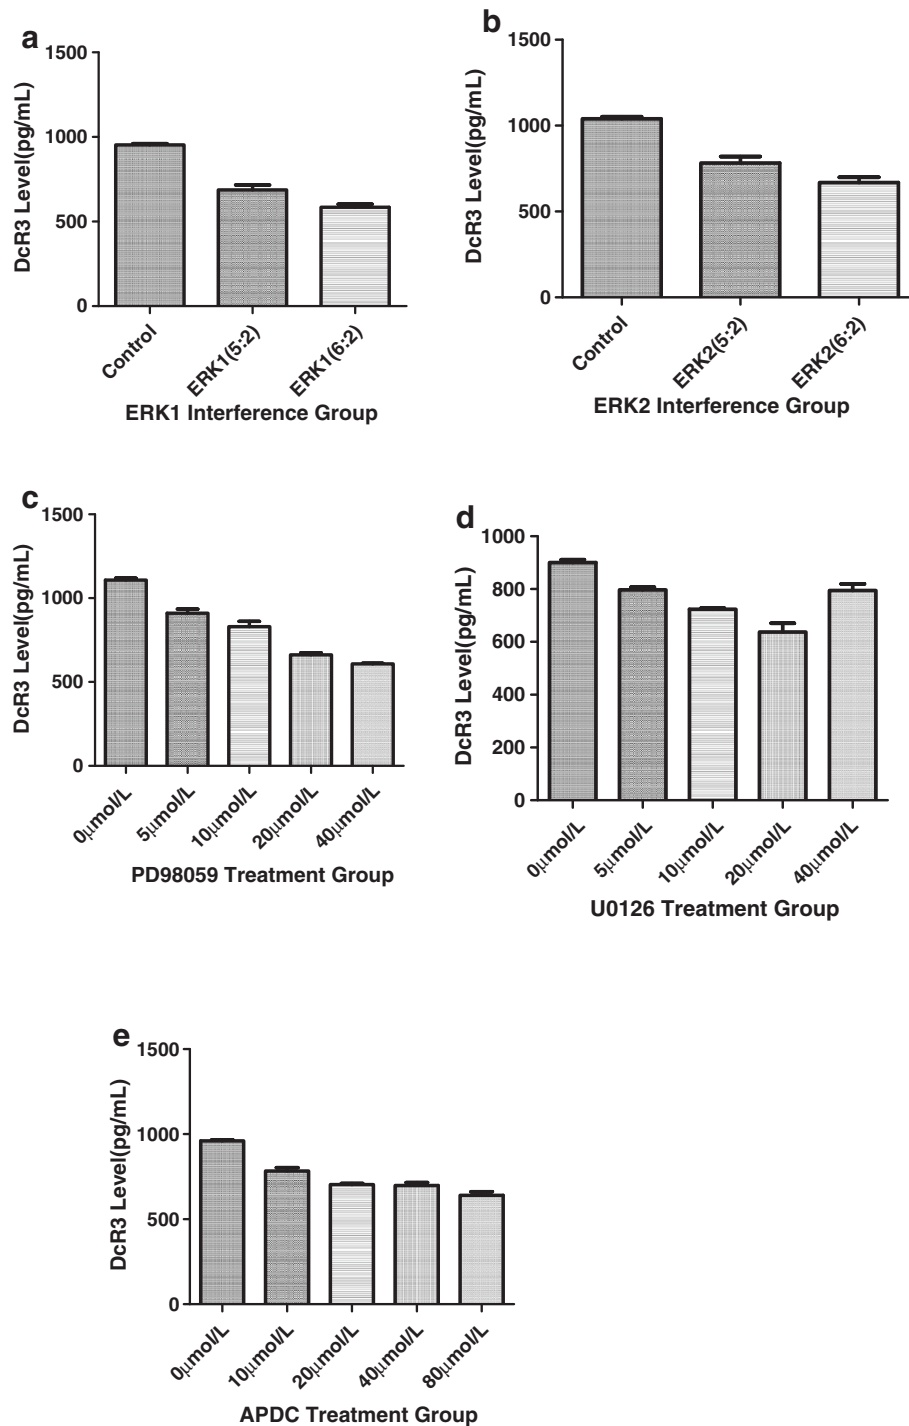 a
DcR3 Level(pg/mL)
1500
1000
500
0
Control
ERK1(5:2)
ERK1(6:2)
ERK1 Interference Group
b
DcR3 Level(pg/mL)
1500
1000
500
0
Control
ERK2(5:2)
ERK2(6:2)
ERK2 Interference Group
c
DcR3 Level(pg/mL)
1500
1000
500
0
0μmol/L
5μmol/L
10μmol/L
20μmol/L
40μmol/L
PD98059 Treatment Group
d
DcR3 Level(pg/mL)
1000
800
600
400
200
0
0μmol/L
5μmol/L
10μmol/L
20μmol/L
40μmol/L
U0126 Treatment Group
e
DcR3 Level(pg/mL)
1500
1000
500
0
0μmol/L
10μmol/L
20μmol/L
40μmol/L
80μmol/L
APDC Treatment Group